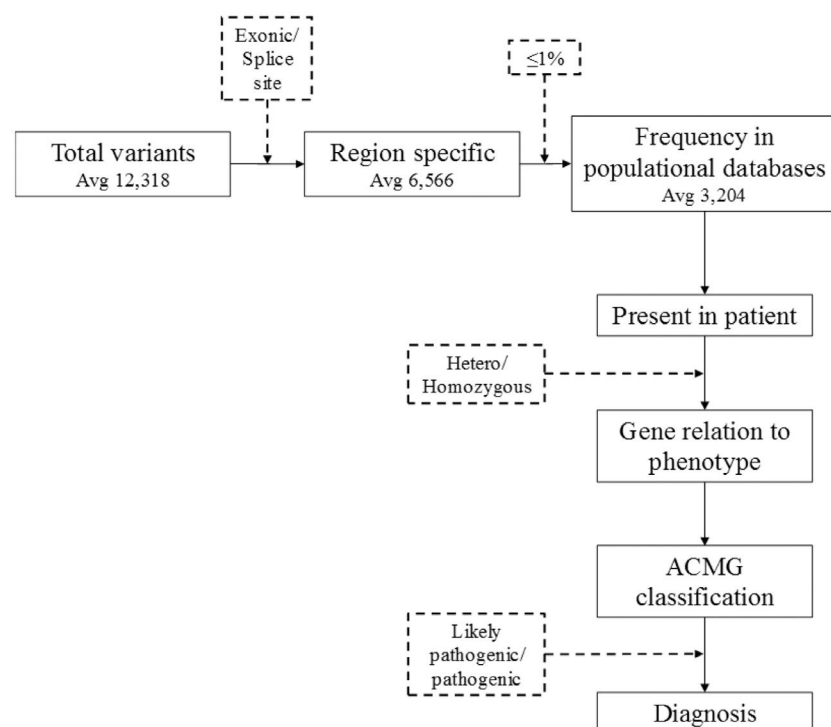 Exonic/
Splice
site
≤1%
Total variants
Avg 12,318
Region specific
Avg 6,566
Frequency in
populational databases
Avg 3,204
Present in patient
Hetero/
Homozygous
Gene relation to
phenotype
ACMG
classification
Likely
pathogenic/
pathogenic
Diagnosis